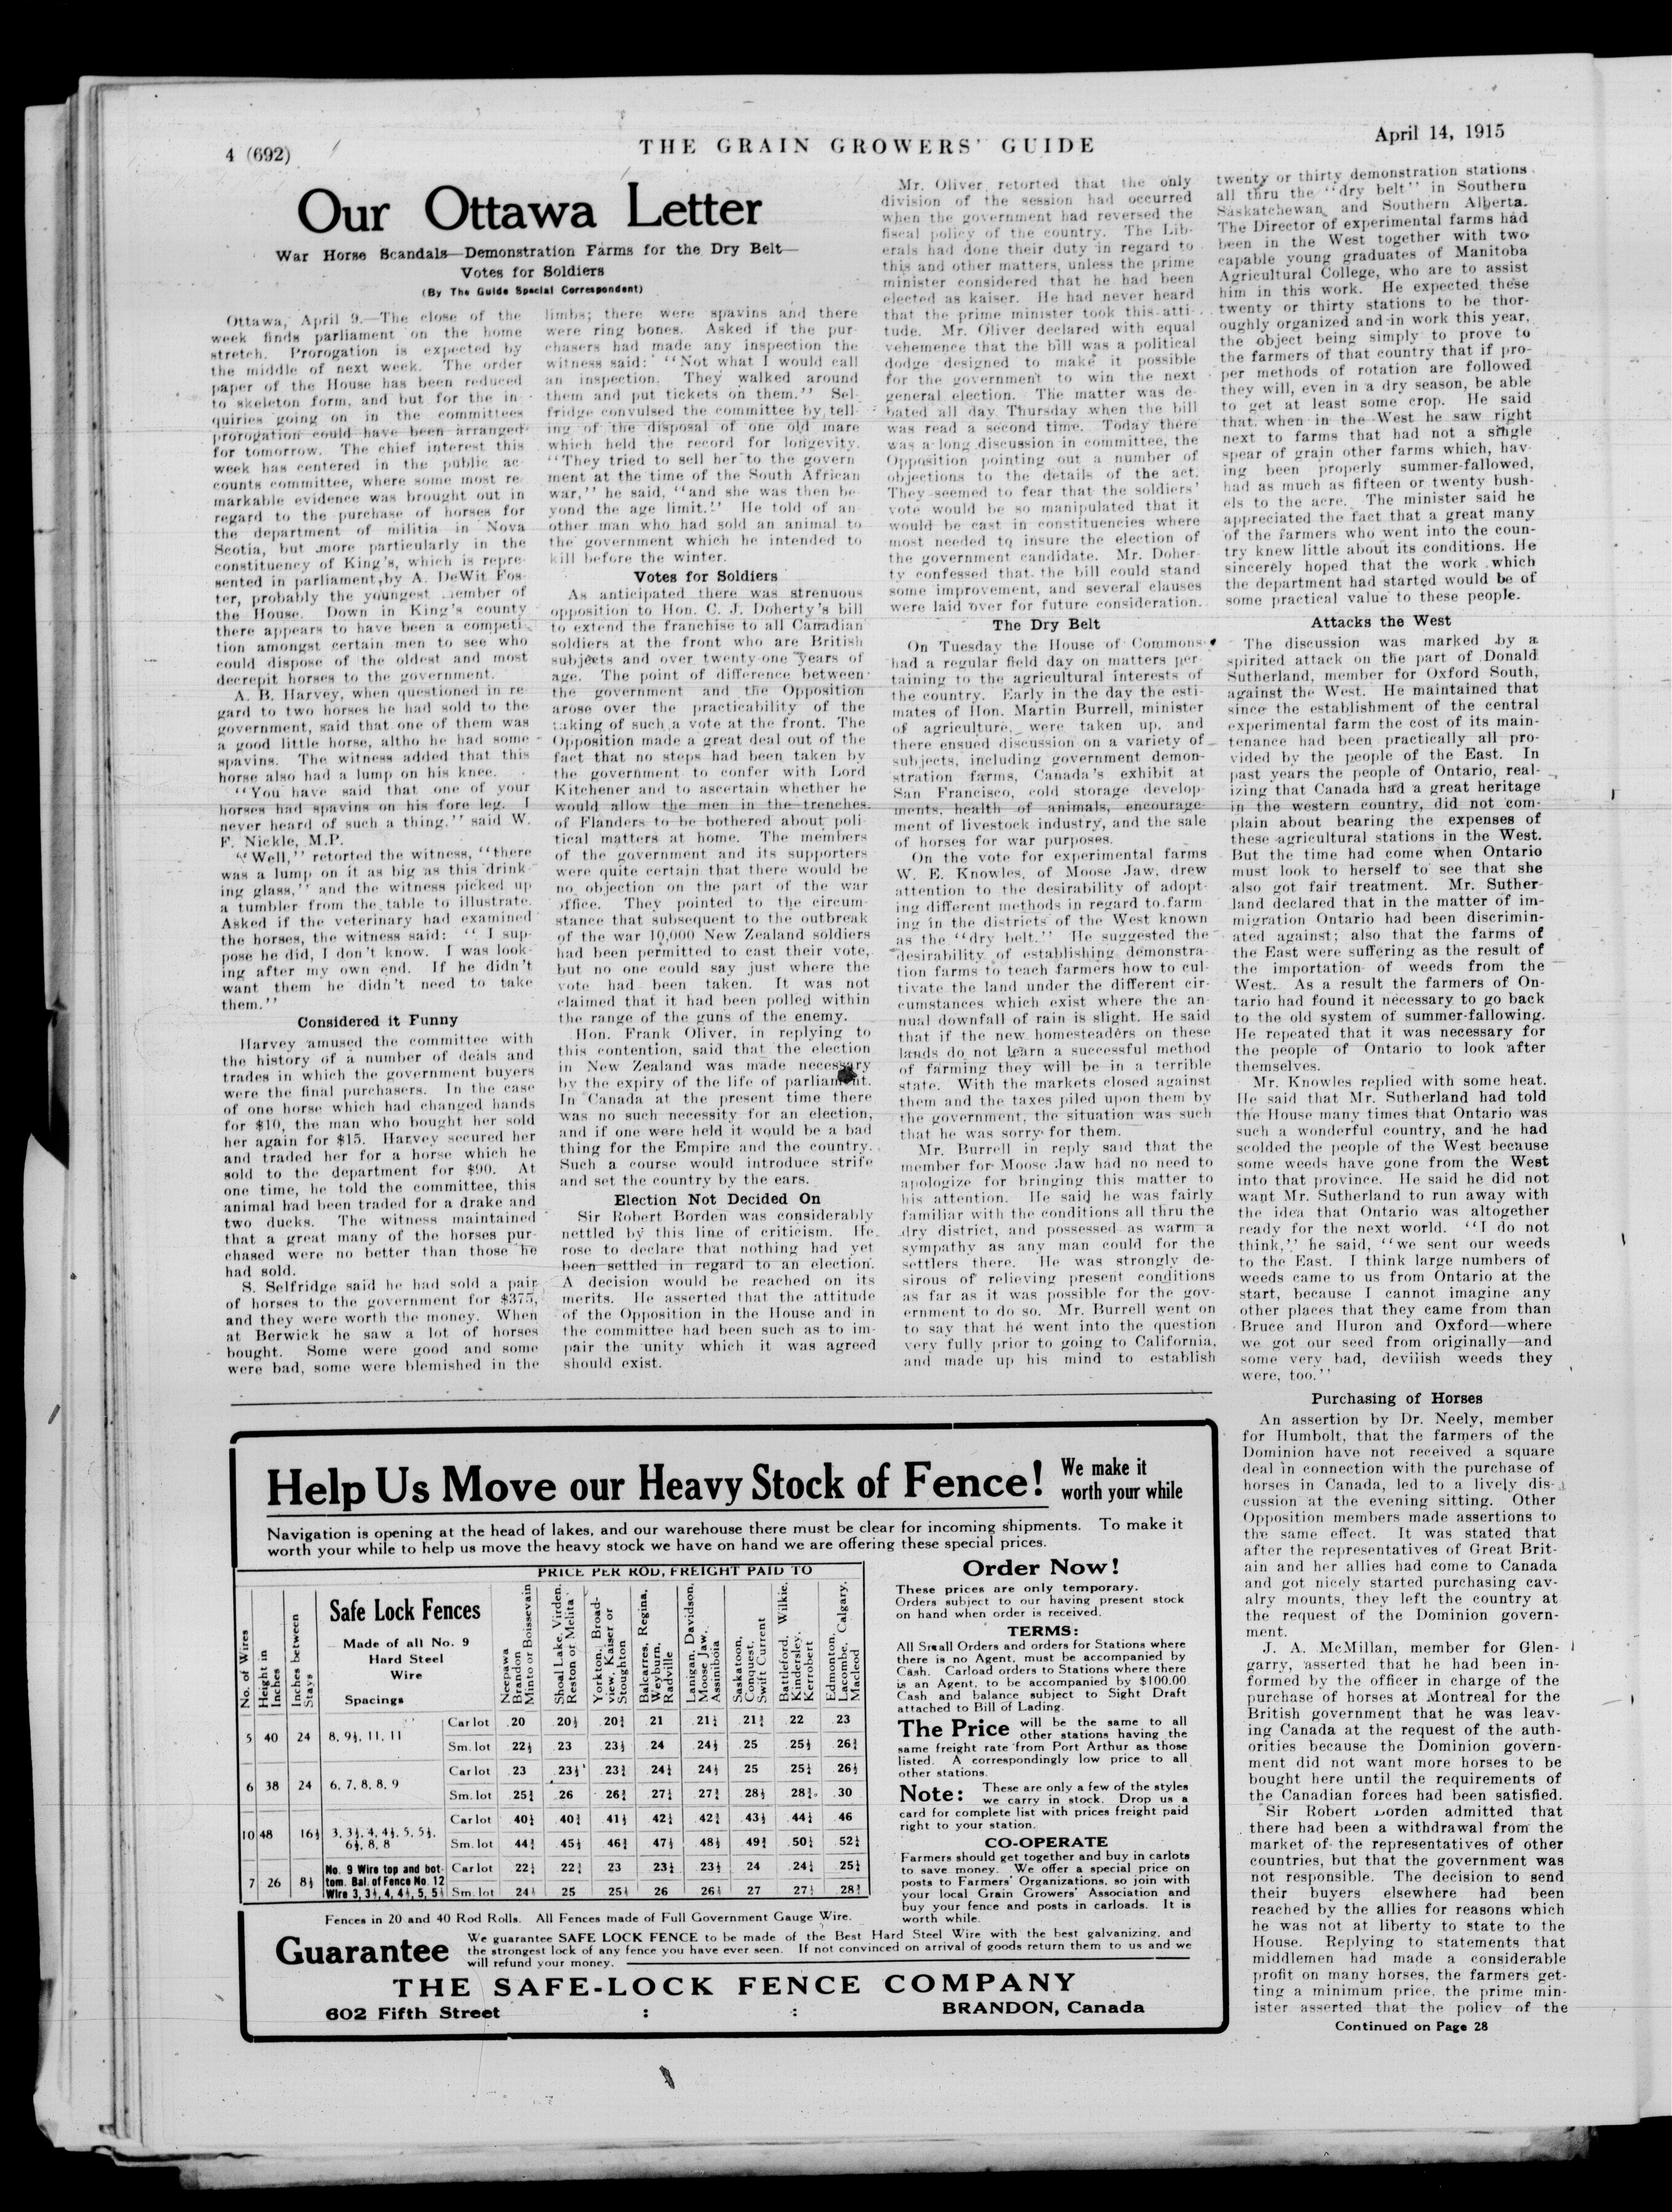 4 (692)
THE GRAIN GROWERS' GUIDE
April 14, 1915
Our Ottawa Letter
War Horse Scandals—Demonstration Farms for the Dry Belt—
Votes for Soldiers
(By The Guide Special Correspondent)
Ottawa, April 9.—The close of the
week finds parliament on the home
stretch. Prorogation is expected by
the middle of next week. The order
paper of the House has been reduced
to skeleton form, and but for the in
quiries going on in the committees
prorogation could have been arranged
for tomorrow. The chief interest this
week has centered in the public ac
counts committee, where some most re
markable evidence was brought out in
regard to the purchase of horses for
the department of militia in Nova
Scotia, but more particularly in the
constituency of King's, which is repre-
sented in parliament by A. DeWit Fos-
ter, probably the youngest member of
the House. Down in King's county
there appears to have been a competi-
tion amongst certain men to see who
could dispose of the oldest and most
decrepit horses to the government.
A. B. Harvey, when questioned in re
gard to two horses he had sold to the
government, said that one of them was
a good little horse, altho he had some
spavins. The witness added that this
horse also had a lump on his knee.
"You have said that one of your
horses had spavins on his fore leg. I
never heard of such a thing." said W.
F. Nickle, M.P.
"Well," retorted the witness, "there
was a lump on it as big as this drink
ing glass," and the witness picked up
a tumbler from the table to illustrate.
Asked if the veterinary had examined
the horses, the witness said: "I sup-
pose he did, I don't know. I was look-
ing after my own end. If he didn't
want them he didn't need to take
them."
Considered it Funny
Harvey amused the committee with
the history of a number of deals and
trades in which the government buyers
were the final purchasers. In the case
of one horse which had changed hands
for $10, the man who bought her sold
her again for $15. Harvey secured her
and traded her for a horse which he
sold to the department for $90. At
one time, he told the committee, this
animal had been traded for a drake and
two ducks. The witness maintained
that a great many of the horses pur-
chased were no better than those he
had sold.
S. Selfridge said he had sold a pair
of horses to the government for $375,
and they were worth the money. When
at Berwick he saw a lot of horses
bought. Some were good and some
were bad, some were blemished in the
limbs; there were spavins and there
were ring bones. Asked if the pur-
chasers had made any inspection the
witness said: "Not what I would call
an inspection. They walked around
them and put tickets on them." Sel-
fridge convulsed the committee by tell-
ing of the disposal of one old mare
which held the record for longevity.
"They tried to sell her to the govern
ment at the time of the South African
war," he said, "and she was then be-
yond the age limit." He told of an-
other man who had sold an animal to
the government which he intended to
kill before the winter.
Votes for Soldiers
As anticipated there was strenuous
opposition to Hon. C. J. Doherty's bill
to extend the franchise to all Canadian
soldiers at the front who are British
subjects and over twenty-one years of
age. The point of difference between
the government and the Opposition
arose over the practicability of the
taking of such a vote at the front. The
Opposition made a great deal out of the
fact that no steps had been taken by
the government to confer with Lord
Kitchener and to ascertain whether he
would allow the men in the trenches
of Flanders to be bothered about poli-
tical matters at home. The members
of the government and its supporters
were quite certain that there would be
no objection on the part of the war
office. They pointed to the circum-
stance that subsequent to the outbreak
of the war 10,000 New Zealand soldiers
had been permitted to cast their vote,
but no one could say just where the
vote had been taken. It was not
claimed that it had been polled within
the range of the guns of the enemy.
Hon. Frank Oliver, in replying to
this contention, said that the election
in New Zealand was made necessary
by the expiry of the life of parliament.
In Canada at the present time there
was no such necessity for an election,
and if one were held it would be a bad
thing for the Empire and the country.
Such a course would introduce strife
and set the country by the ears.
Election Not Decided On
Sir Robert Borden was considerably
nettled by this line of criticism. He
rose to declare that nothing had yet
been settled in regard to an election.
A decision would be reached on its
merits. He asserted that the attitude
of the Opposition in the House and in
the committee had been such as to im-
pair the unity which it was agreed
should exist.
Mr. Oliver retorted that the only
division of the session had occurred
when the government had reversed the
fiscal policy of the country. The Lib-
erals had done their duty in regard to
this and other matters, unless the prime
minister considered that he had been
elected as kaiser. He had never heard
that the prime minister took this atti-
tude. Mr. Oliver declared with equal
vehemence that the bill was a political
dodge designed to make it possible
for the government to win the next
general election. The matter was de-
bated all day Thursday when the bill
was read a second time. Today there
was a long discussion in committee, the
Opposition pointing out a number of
objections to the details of the act.
They seemed to fear that the soldiers'
vote would be so manipulated that it
would be cast in constituencies where
most needed to insure the election of
the government candidate. Mr. Doher-
ty confessed that the bill could stand
some improvement, and several clauses
were laid over for future consideration.
The Dry Belt
On Tuesday the House of Commons
had a regular field day on matters per-
taining to the agricultural interests of
the country. Early in the day the esti-
mates of Hon. Martin Burrell, minister
of agriculture, were taken up, and
there ensued discussion on a variety of
subjects, including government demon-
stration farms, Canada's exhibit at
San Francisco, cold storage develop-
ments, health of animals, encourage-
ment of livestock industry, and the sale
of horses for war purposes.
On the vote for experimental farms
W. E. Knowles, of Moose Jaw, drew
attention to the desirability of adopt-
ing different methods in regard to farm
ing in the districts of the West known
as the "dry belt." He suggested the
desirability of establishing demonstra-
tion farms to teach farmers how to cul-
tivate the land under the different cir-
cumstances which exist where the an-
nual downfall of rain is slight. He said
that if the new homesteaders on these
lands do not learn a successful method
of farming they will be in a terrible
state. With the markets closed against
them and the taxes piled upon them by
the government, the situation was such
that he was sorry for them.
Mr. Burrell in reply said that the
member for Moose Jaw had no need to
apologize for bringing this matter to
his attention. He said he was fairly
familiar with the conditions all thru the
dry district, and possessed as warm a
sympathy as any man could for the
settlers there. He was strongly de-
sirous of relieving present conditions
as far as it was possible for the gov-
ernment to do so. Mr. Burrell went on
to say that he went into the question
very fully prior to going to California,
and made up his mind to establish
twenty or thirty demonstration stations
all thru the "dry belt" in Southern
Saskatchewan and Southern Alberta.
The Director of experimental farms had
been in the West together with two
capable young graduates of Manitoba
Agricultural College, who are to assist
him in this work. He expected these
twenty or thirty stations to be thor-
oughly organized and in work this year,
the object being simply to prove to
the farmers of that country that if pro-
per methods of rotation are followed
they will, even in a dry season, be able
to get at least some crop. He said
that when in the West he saw right
next to farms that had not a single
spear of grain other farms which, hav-
ing been properly summer-fallowed,
had as much as fifteen or twenty bush-
els to the acre. The minister said he
appreciated the fact that a great many
of the farmers who went into the coun-
try knew little about its conditions. He
sincerely hoped that the work which
the department had started would be of
some practical value to these people.
Attacks the West
The discussion was marked by a
spirited attack on the part of Donald
Sutherland, member for Oxford South,
against the West. He maintained that
since the establishment of the central
experimental farm the cost of its main-
tenance had been practically all pro-
vided by the people of the East. In
past years the people of Ontario, real-
izing that Canada had a great heritage
in the western country, did not com-
plain about bearing the expenses of
these agricultural stations in the West.
But the time had come when Ontario
must look to herself to see that she
also got fair treatment. Mr. Suther-
land declared that in the matter of im-
migration Ontario had been discrimin-
ated against; also that the farms of
the East were suffering as the result of
the importation of weeds from the
West. As a result the farmers of On-
tario had found it necessary to go back
to the old system of summer-fallowing.
He repeated that it was necessary for
the people of Ontario to look after
themselves.
Mr. Knowles replied with some heat.
He said that Mr. Sutherland had told
the House many times that Ontario was
such a wonderful country, and he had
scolded the people of the West because
some weeds have gone from the West
into that province. He said he did not
want Mr. Sutherland to run away with
the idea that Ontario was altogether
ready for the next world. "I do not
think," he said, "we sent our weeds
to the East. I think large numbers of
weeds came to us from Ontario at the
start, because I cannot imagine any
other places that they came from than
Bruce and Huron and Oxford—where
we got our seed from originally—and
some very bad, deviiish weeds they
were, too."
Purchasing of Horses
An assertion by Dr. Neely, member
for Humbolt, that the farmers of the
Dominion have not received a square
deal in connection with the purchase of
horses in Canada, led to a lively dis-
cussion at the evening sitting. Other
Opposition members made assertions to
the same effect. It was stated that
after the representatives of Great Brit-
ain and her allies had come to Canada
and got nicely started purchasing cav-
alry mounts, they left the country at
the request of the Dominion govern-
ment.
J. A. McMillan, member for Glen-
garry, asserted that he had been in-
formed by the officer in charge of the
purchase of horses at Montreal for the
British government that he was leav-
ing Canada at the request of the auth-
orities because the Dominion govern-
ment did not want more horses to be
bought here until the requirements of
the Canadian forces had been satisfied.
Sir Robert Borden admitted that
there had been a withdrawal from the
market of the representatives of other
countries, but that the government was
not responsible. The decision to send
their buyers elsewhere had been
reached by the allies for reasons which
he was not at liberty to state to the
House. Replying to statements that
middlemen had made a considerable
profit on many horses, the farmers get-
ting a minimum price, the prime min-
ister asserted that the policy of the
Continued on Page 28
Help Us Move our Heavy Stock of Fence!
We make it
worth your while
Navigation is opening at the head of lakes, and our warehouse there must be clear for incoming shipments. To make it
worth your while to help us move the heavy stock we have on hand we are offering these special prices.
PRICE PER ROD, FREIGHT PAID TO
No. of Wires
Height in Inches
Inches between Stays
Safe Lock Fences
Made of all No. 9
Hard Steel
Wire
Spacings
Neepawa Brandon Minto or Boissevain
Shoal Lake, Virden, Reston or Melita
Yorkton, Broad-view, Kaiser or Stoughton
Balcarres, Regina, Weyburn, Radville
Lanigan, Davidson, Moose Jaw, Assiniboia
Saskatoon, Conquest, Swift Current
Battleford, Wilkie, Kindersley, Kerrobert
Edmonton, Lacombe, Calgary, Macleod
5 40 24 8, 9½, 11, 11 Car lot .20 .20½ .20¾ .21 .21½ .21¾ .22 .23
Sm. lot .22½ .23 .23½ .24 .24½ .25 .25½ .26¾
6 38 24 6, 7, 8, 8, 9 Car lot .23 .23½ .23¾ .24¼ .24½ .25 .25¼ .26½
Sm. lot .25¾ .26 .26¾ .27¼ .27¾ .28½ .28¾ .30
10 48 16½ 3, 3½, 4, 4½, 5, 5½, 6½, 8, 8 Car lot .40¼ .40¾ .41½ .42¼ .42¾ .43½ .44¼ .46
Sm. lot .44¾ .45½ .46¾ .47½ .48½ .49¾ .50¼ .52¼
7 26 8½ No. 9 Wire top and bot-tom. Bal. of Fence No. 12 Wire 3, 3½, 4, 4½, 5, 5½ Car lot .22¼ .22¾ .23 .23¼ .23½ .24 .24¼ .25¼
Sm. lot .24¼ .25 .25¼ .26 .26¼ .27 .27½ .28¾
Fences in 20 and 40 Rod Rolls. All Fences made of Full Government Gauge Wire.
Order Now!
These prices are only temporary.
Orders subject to our having present stock
on hand when order is received.
TERMS:
All Small Orders and orders for Stations where
there is no Agent, must be accompanied by
Cash. Carload orders to Stations where there
is an Agent, to be accompanied by $100.00
Cash and balance subject to Sight Draft
attached to Bill of Lading.
The Price will be the same to all
other stations having the
same freight rate from Port Arthur as those
listed. A correspondingly low price to all
other stations.
Note: These are only a few of the styles
we carry in stock. Drop us a
card for complete list with prices freight paid
right to your station.
CO-OPERATE
Farmers should get together and buy in carlots
to save money. We offer a special price on
posts to Farmers' Organizations, so join with
your local Grain Growers' Association and
buy your fence and posts in carloads. It is
worth while.
Guarantee
We guarantee SAFE LOCK FENCE to be made of the Best Hard Steel Wire with the best galvanizing, and
the strongest lock of any fence you have ever seen. If not convinced on arrival of goods return them to us and we
will refund your money.
THE SAFE-LOCK FENCE COMPANY
602 Fifth Street : : BRANDON, Canada